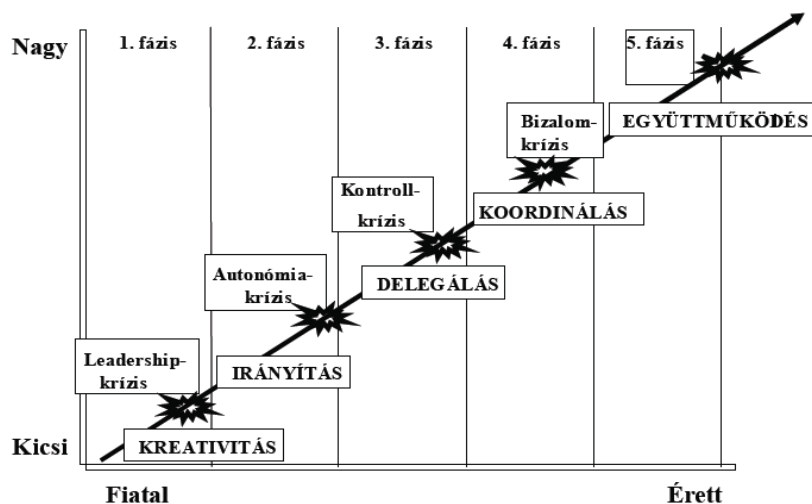 Nagy
1. fázis
2. fázis
3. fázis
4. fázis
5. fázis
Bizalom-
krízis
EGYÜTTMŰKÖDÉS
Kontroll-
krízis
KOORDINÁLÁS
Autonómia-
krízis
DELEGÁLÁS
Leadership-
krízis
IRÁNYÍTÁS
Kicsi
KREATIVITÁS
Fiatal
Érett